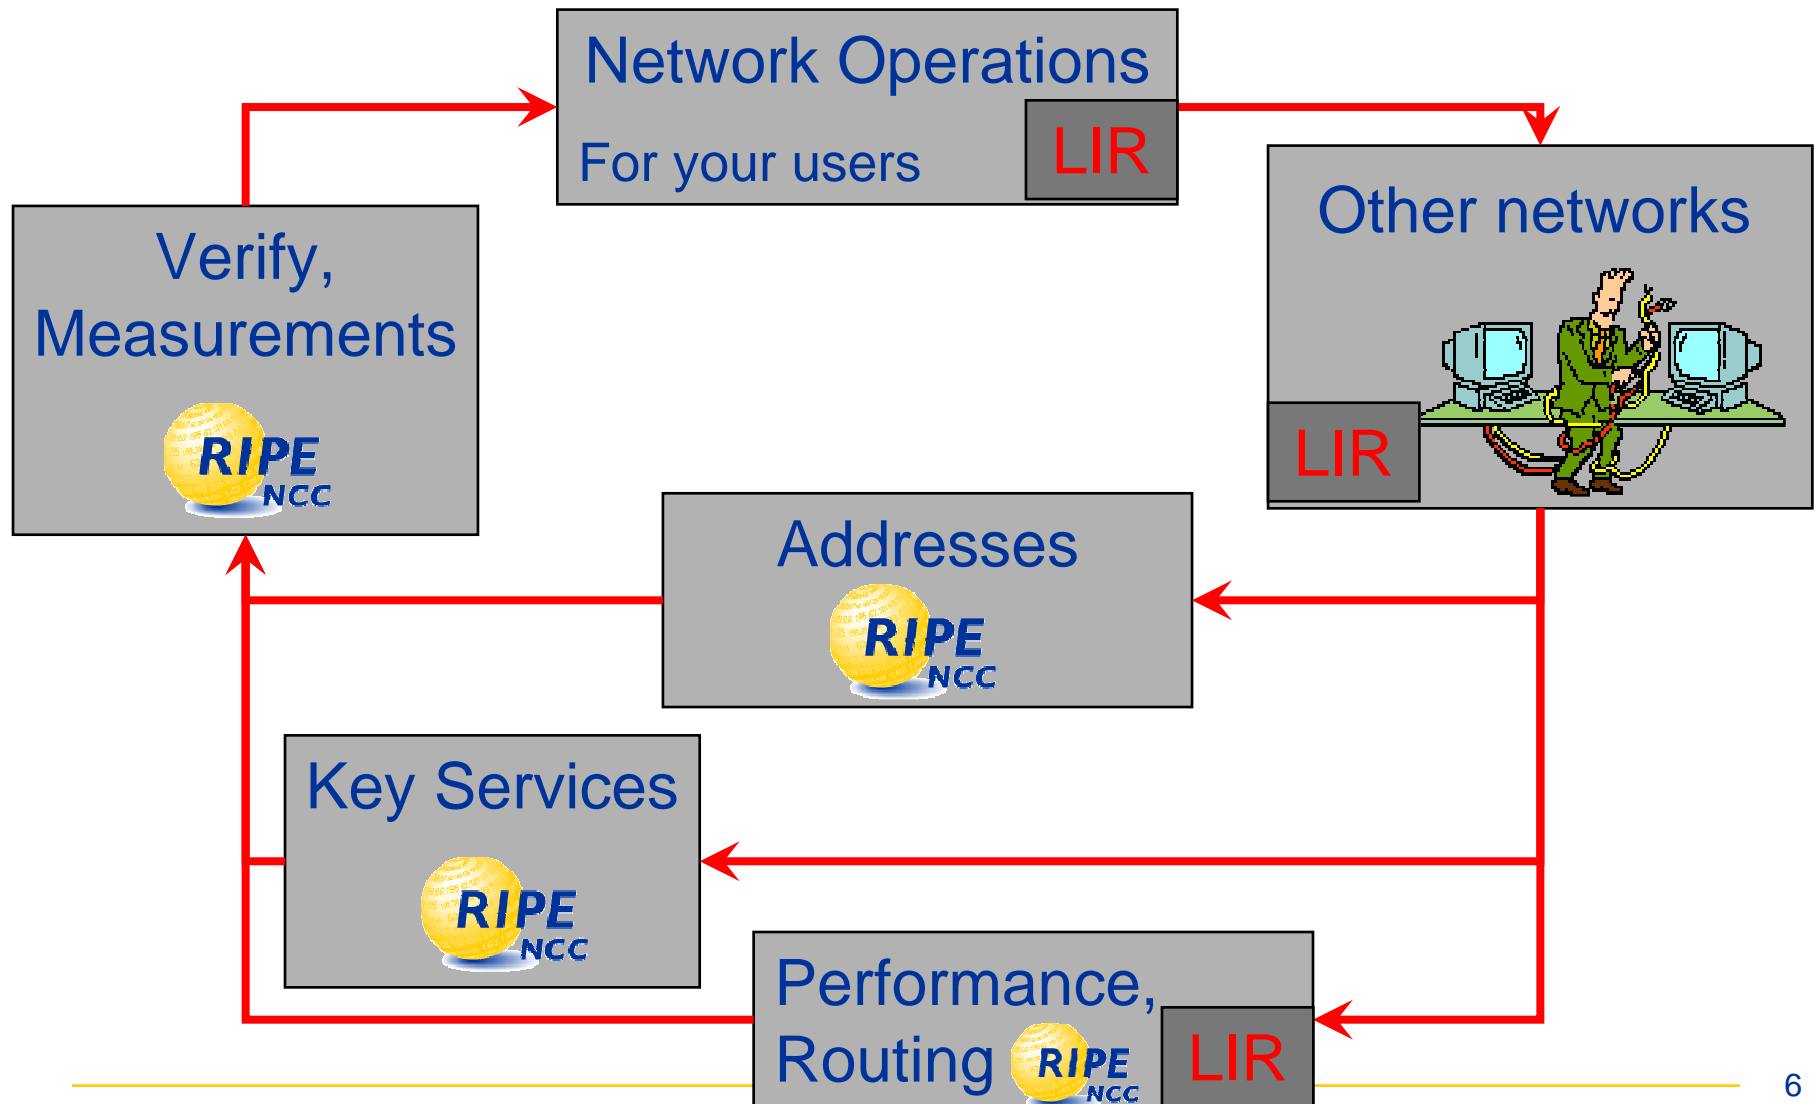 Network Operations
For your users
LIR
Other networks
LIR
Verify,
Measurements
RIPE
NCC
Addresses
RIPE
NCC
Key Services
RIPE
NCC
Performance,
Routing
RIPE
NCC
LIR
6